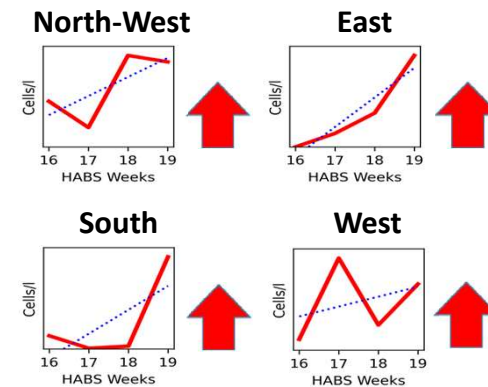 North-West
Cells/l
16 17 18 19
HABS Weeks
East
Cells/l
16 17 18 19
HABS Weeks
South
Cells/l
16 17 18 19
HABS Weeks
West
Cells/l
16 17 18 19
HABS Weeks